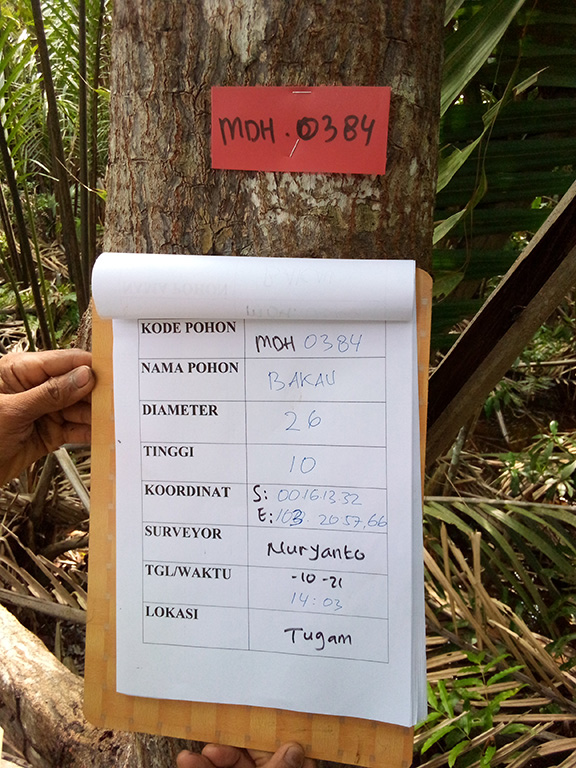 MDH.0384
KODE POHON MDH 0384
NAMA POHON BAKAU
DIAMETER 26
TINGGI 10
KOORDINAT S: 00161332
E: 103. 2057,66
SURVEYOR Nuryanto
TGL/WAKTU -10-21
14:03
LOKASI Tugam